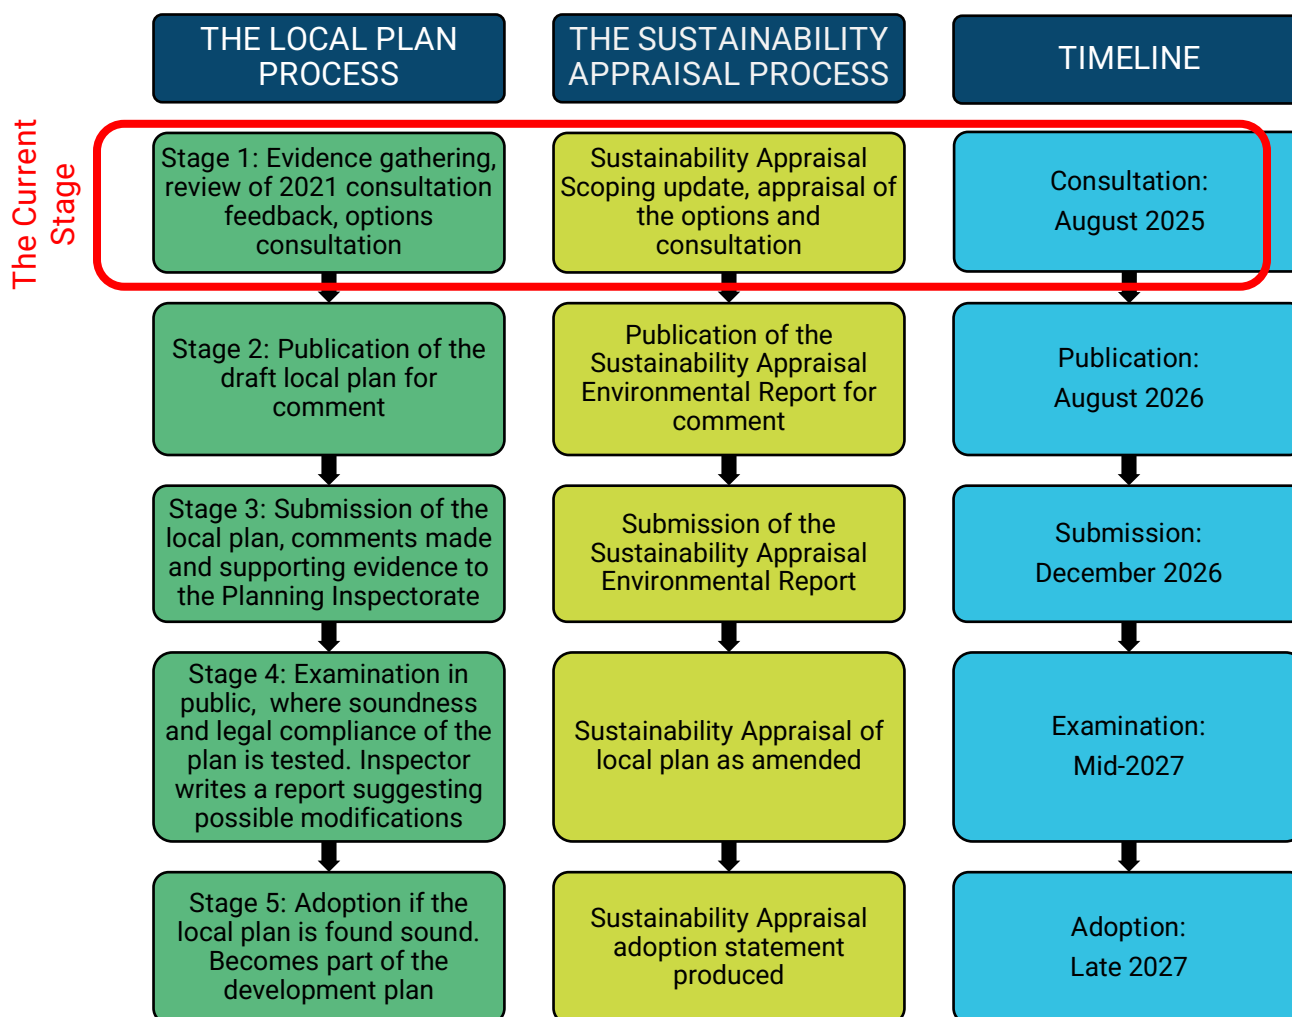 THE LOCAL PLAN
PROCESS
THE SUSTAINABILITY
APPRAISAL PROCESS
TIMELINE
The Current
Stage
Stage 1: Evidence gathering,
review of 2021 consultation
feedback, options
consultation
Sustainability Appraisal
Scoping update, appraisal of
the options and
consultation
Consultation:
August 2025
Stage 2: Publication of the
draft local plan for
comment
Publication of the
Sustainability Appraisal
Environmental Report for
comment
Publication:
August 2026
Stage 3: Submission of the
local plan, comments made
and supporting evidence to
the Planning Inspectorate
Submission of the
Sustainability Appraisal
Environmental Report
Submission:
December 2026
Stage 4: Examination in
public, where soundness
and legal compliance of the
plan is tested. Inspector
writes a report suggesting
possible modifications
Sustainability Appraisal of
local plan as amended
Examination:
Mid-2027
Stage 5: Adoption if the
local plan is found sound.
Becomes part of the
development plan
Sustainability Appraisal
adoption statement
produced
Adoption:
Late 2027